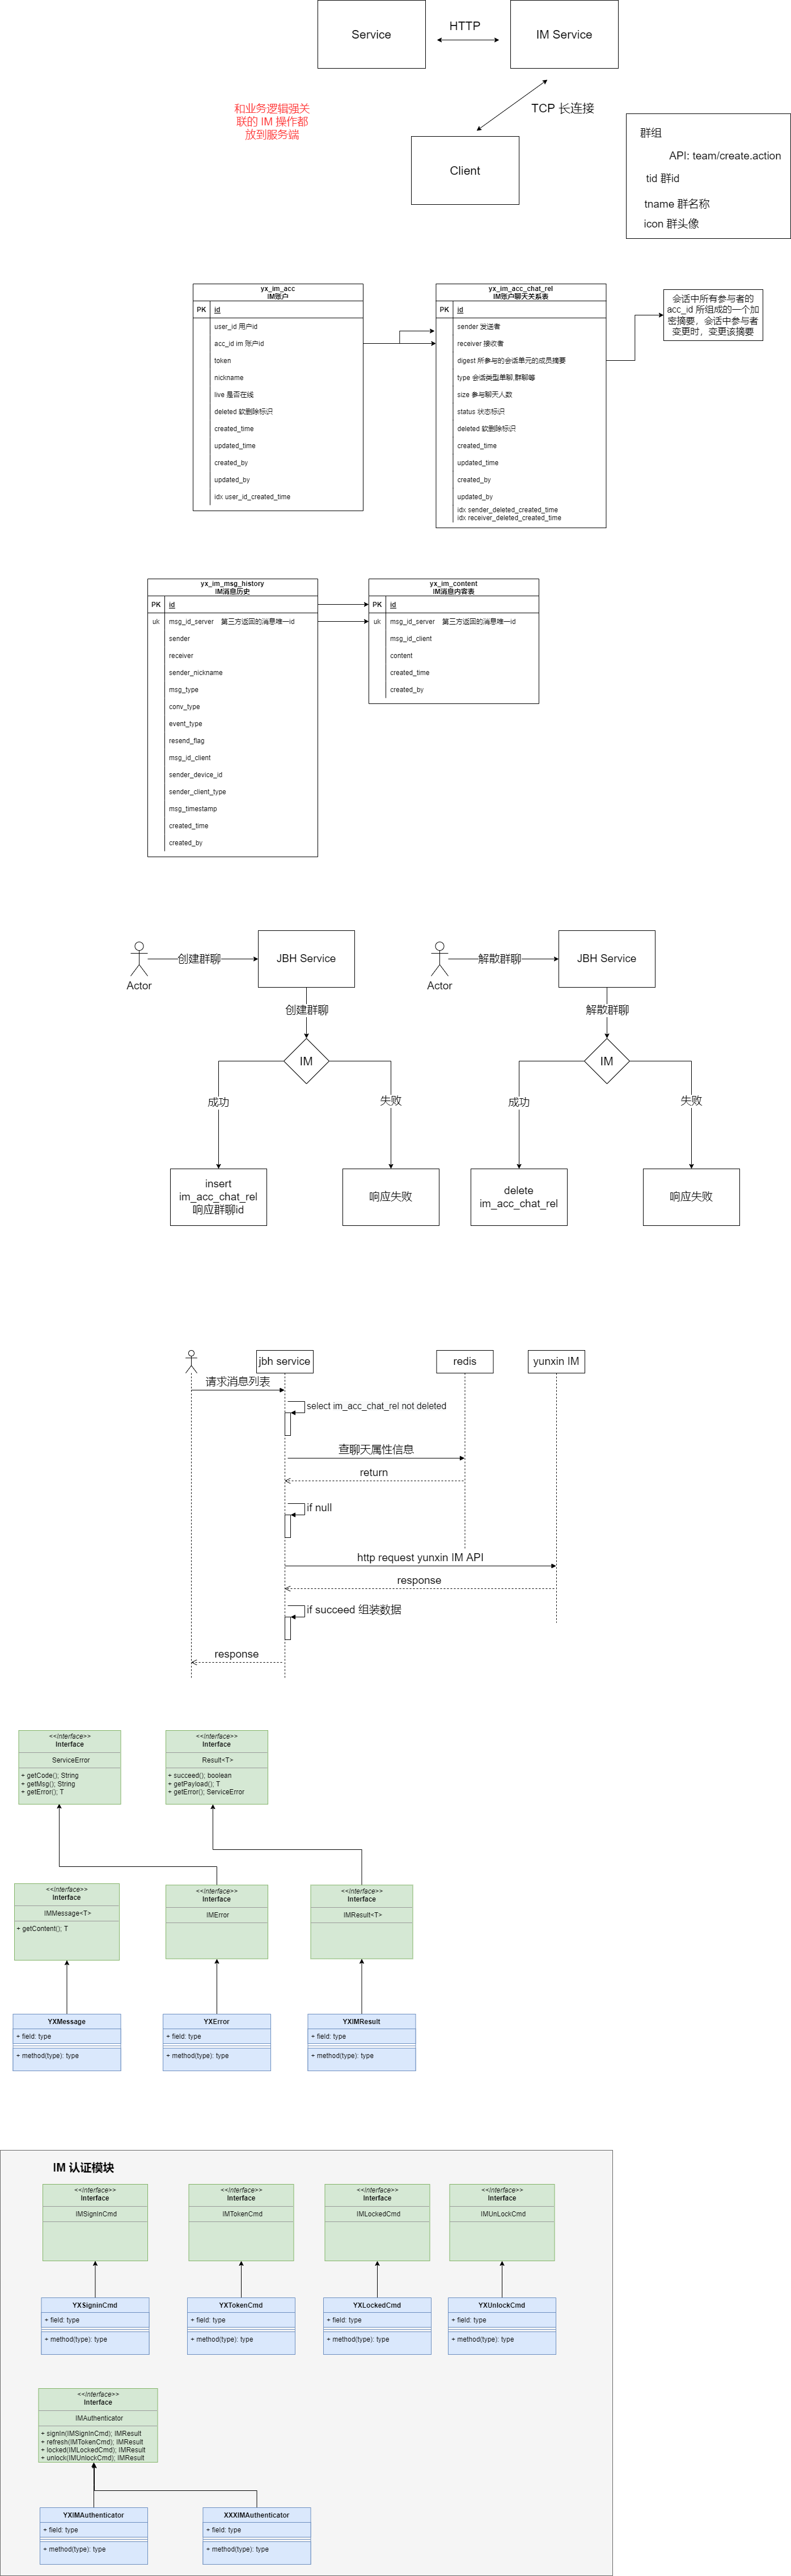 Service
HTTP
IM Service
和业务逻辑强关
联的 IM 操作都
放到服务端
TCP 长连接
Client
群组
API: team/create.action
tid 群id
tname 群名称
icon 群头像
yx_im_acc
IM账户
PK
id
user_id 用户id
acc_id im 账户id
token
nickname
live 是否在线
deleted 软删除标识
created_time
updated_time
created_by
updated_by
idx user_id_created_time
yx_im_acc_chat_rel
IM账户聊天关系表
PK
id
sender 发送者
receiver 接收者
digest 所参与的会话单元的成员摘要
type 会话类型单聊,群聊等
size 参与聊天人数
status 状态标识
deleted 软删除标识
created_time
updated_time
created_by
updated_by
idx sender_deleted_created_time
idx receiver_deleted_created_time
会话中所有参与者的
acc_id 所组成的一个加
密摘要，会话中参与者
变更时，变更该摘要
yx_im_msg_history
IM消息历史
PK
id
uk
msg_id_server 第三方返回的消息唯一id
sender
receiver
sender_nickname
msg_type
conv_type
event_type
resend_flag
msg_id_client
sender_device_id
sender_client_type
msg_timestamp
created_time
created_by
yx_im_content
IM消息内容表
PK
id
uk
msg_id_server 第三方返回的消息唯一id
msg_id_client
content
created_time
created_by
Actor
创建群聊
JBH Service
创建群聊
IM
成功
失败
insert
im_acc_chat_rel
响应群聊id
响应失败
Actor
解散群聊
JBH Service
解散群聊
IM
成功
失败
delete
im_acc_chat_rel
响应失败
jbh service
redis
yunxin IM
请求消息列表
select im_acc_chat_rel not deleted
查聊天属性信息
return
if null
http request yunxin IM API
response
if succeed 组装数据
response
<<Interface>>
Interface
ServiceError
+ getCode(); String
+ getMsg(); String
+ getError(); T
<<Interface>>
Interface
Result<T>
+ succeed(); boolean
+ getPayload(); T
+ getError(); ServiceError
<<Interface>>
Interface
IMMessage<T>
+ getContent(); T
<<Interface>>
Interface
IMError
<<Interface>>
Interface
IMResult<T>
YXMessage
+ field: type
+ method(type): type
YXError
+ field: type
+ method(type): type
YXIMResult
+ field: type
+ method(type): type
IM 认证模块
<<Interface>>
Interface
IMSignInCmd
<<Interface>>
Interface
IMTokenCmd
<<Interface>>
Interface
IMLockedCmd
<<Interface>>
Interface
IMUnLockCmd
YXSigninCmd
+ field: type
+ method(type): type
YXTokenCmd
+ field: type
+ method(type): type
YXLockedCmd
+ field: type
+ method(type): type
YXUnlockCmd
+ field: type
+ method(type): type
<<Interface>>
Interface
IMAuthenticator
+ signIn(IMSignInCmd); IMResult
+ refresh(IMTokenCmd); IMResult
+ locked(IMLockedCmd); IMResult
+ unlock(IMUnlockCmd); IMResult
YXIMAuthenticator
+ field: type
+ method(type): type
XXXIMAuthenticator
+ field: type
+ method(type): type